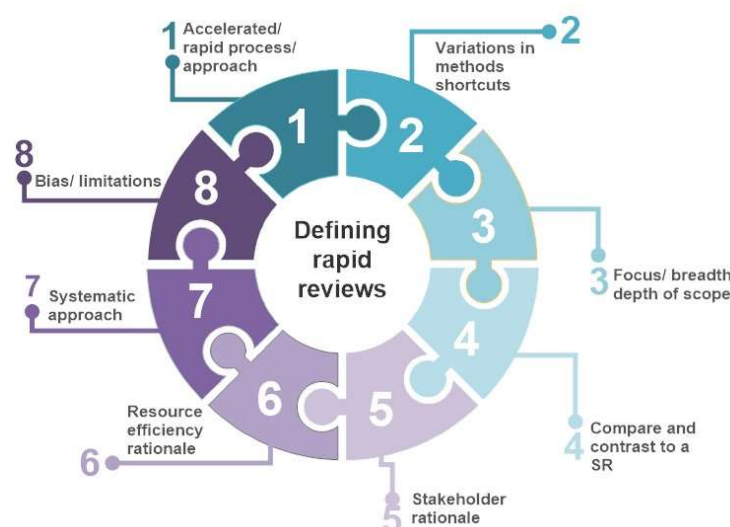 Defining
rapid
reviews
1
Accelerated/
rapid process/
approach
2
Variations in
methods
shortcuts
3
Focus/ breadth
depth of scope
4
Compare and
contrast to a
SR
5
Stakeholder
rationale
6
Resource
efficiency
rationale
7
Systematic
approach
8
Bias/ limitations
1
2
3
4
5
6
7
8